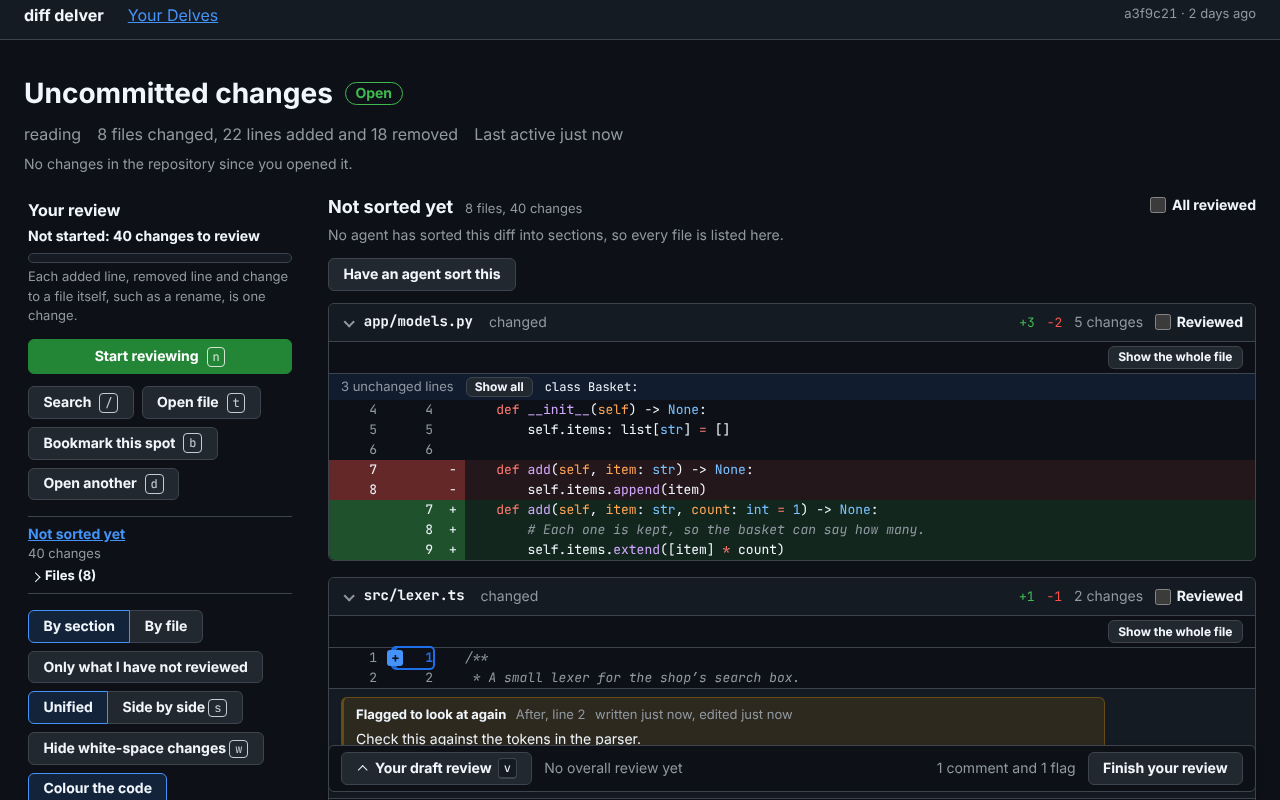 diff delver Your Delves a3f9c21 · 2 days ago
Uncommitted changes Open
reading 8 files changed, 22 lines added and 18 removed Last active just now
No changes in the repository since you opened it.
Your review
Not started: 40 changes to review
Each added line, removed line and change
to a file itself, such as a rename, is one
change.
Start reviewing n
Search / Open file t
Bookmark this spot b
Open another d
Not sorted yet
40 changes
Files (8)
By section By file
Only what I have not reviewed
Unified Side by side s
Hide white-space changes w
Colour the code
Not sorted yet 8 files, 40 changes All reviewed
No agent has sorted this diff into sections, so every file is listed here.
Have an agent sort this
app/models.py changed +3 -2 5 changes Reviewed
Show the whole file
3 unchanged lines Show all class Basket:
4 4 def __init__(self) -> None:
5 5 self.items: list[str] = []
6 6
7 - def add(self, item: str) -> None:
8 - self.items.append(item)
7 + def add(self, item: str, count: int = 1) -> None:
8 + # Each one is kept, so the basket can say how many.
9 + self.items.extend([item] * count)
src/lexer.ts changed +1 -1 2 changes Reviewed
Show the whole file
1 + 1 /**
2 2 * A small lexer for the shop’s search box.
Flagged to look at again After, line 2 written just now, edited just now
Check this against the tokens in the parser.
Your draft review v No overall review yet 1 comment and 1 flag Finish your review